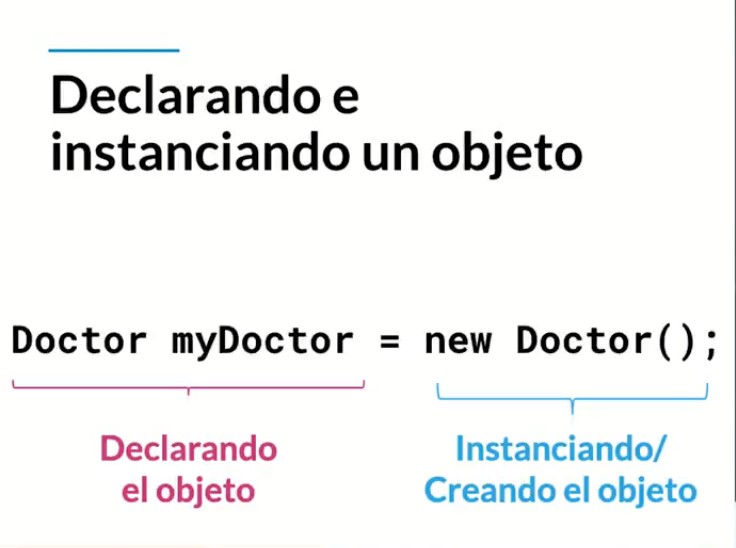 Declarando e
instanciando un objeto
Doctor myDoctor = new Doctor();
Declarando
el objeto
Instanciando/
Creando el objeto